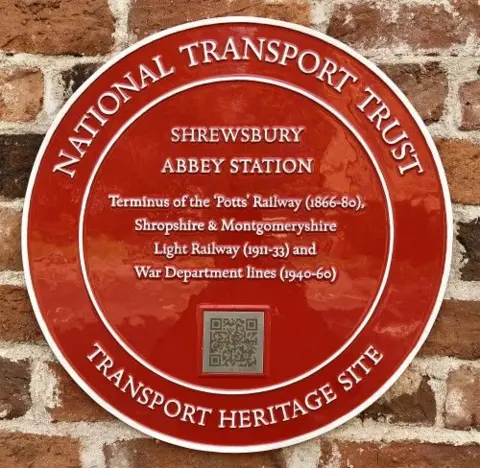 NATIONAL TRANSPORT TRUST
SHREWSBURY
ABBEY STATION
Terminus of the 'Potts' Railway (1866-80),
Shropshire & Montgomeryshire
Light Railway (1911-33) and
War Department lines (1940-60)
TRANSPORT HERITAGE SITE